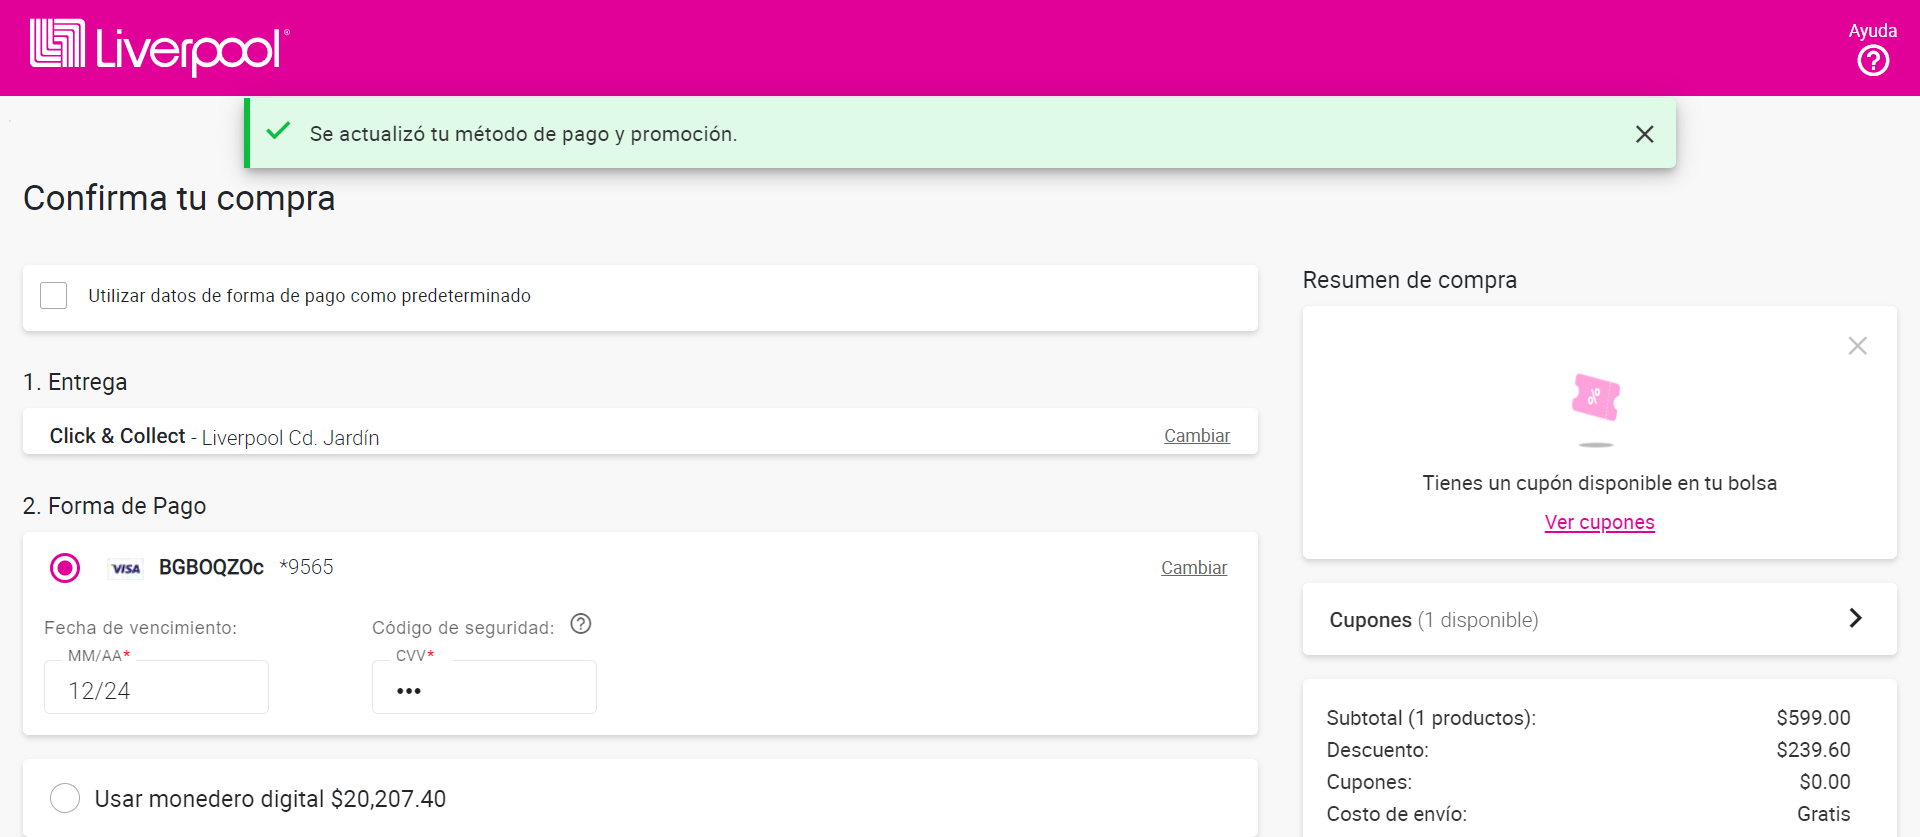 Liverpool®
Ayuda
Se actualizó tu método de pago y promoción.
Confirma tu compra
Utilizar datos de forma de pago como predeterminado
1. Entrega
Click & Collect - Liverpool Cd. Jardín
Cambiar
2. Forma de Pago
VISA BGBOQZOc *9565
Cambiar
Fecha de vencimiento:
MM/AA*
12/24
Código de seguridad:
CVV*
•••
Usar monedero digital $20,207.40
Resumen de compra
%
Tienes un cupón disponible en tu bolsa
Ver cupones
Cupones (1 disponible)
Subtotal (1 productos): $599.00
Descuento: $239.60
Cupones: $0.00
Costo de envío: Gratis